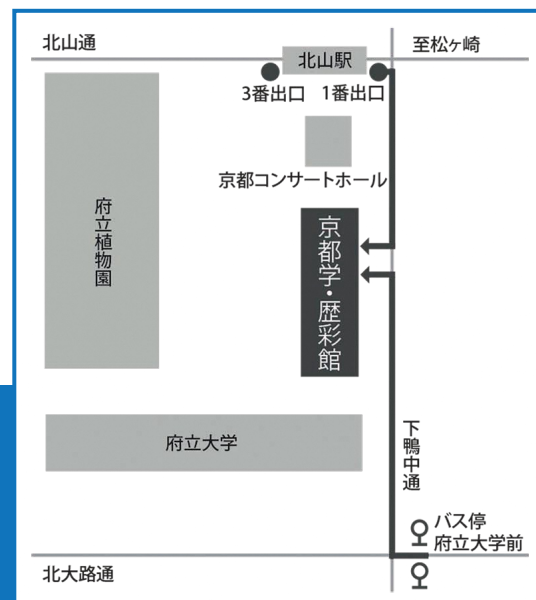 北山通
至松ヶ崎
北山駅
3番出口
1番出口
京都コンサートホール
府立植物園
京都学・歴彩館
府立大学
下鴨中通
バス停
府立大学前
北大路通